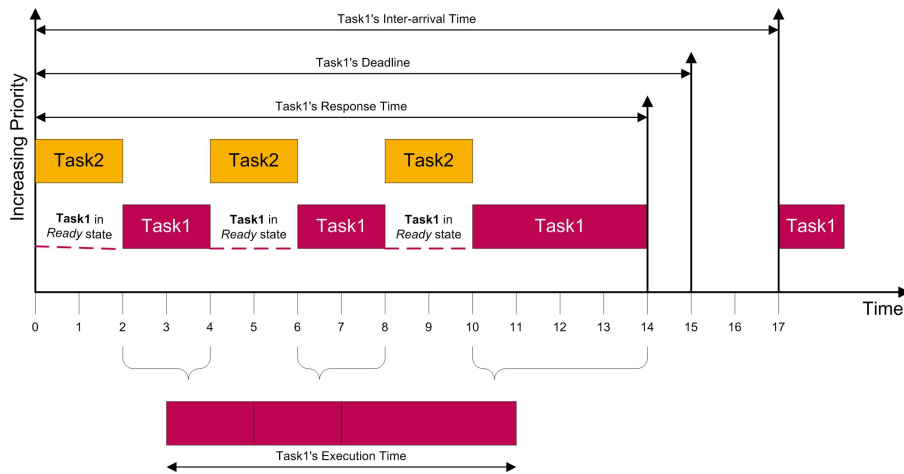 Task1's Inter-arrival Time
Task1's Deadline
Task1's Response Time
Increasing Priority
Task2 Task2 Task2
Task1 in Task1 Task1 in Task1 Task1 in Task1 Task1
Ready state Ready state Ready state
Time
0 1 2 3 4 5 6 7 8 9 10 11 12 13 14 15 16 17
Task1's Execution Time